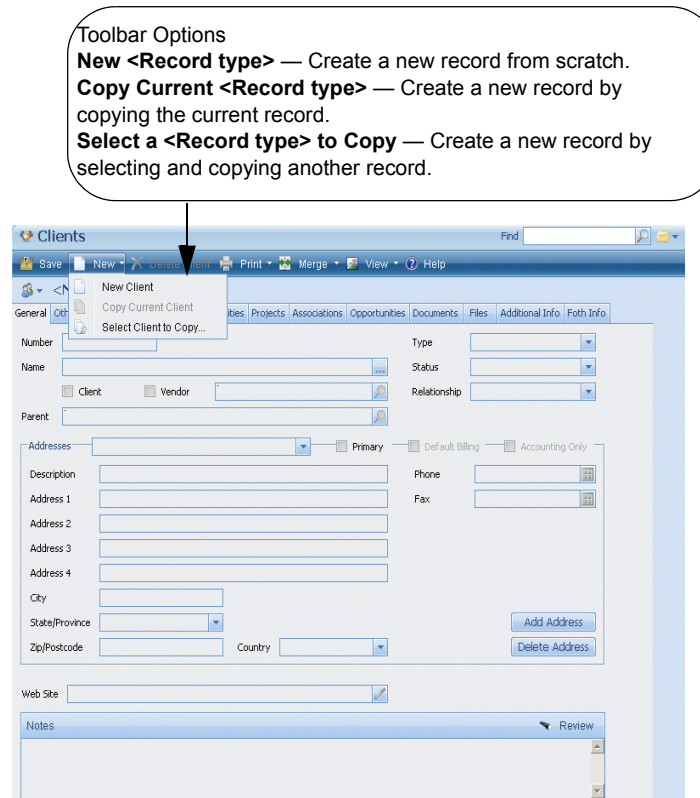 Toolbar Options
New <Record type> — Create a new record from scratch.
Copy Current <Record type> — Create a new record by
copying the current record.
Select a <Record type> to Copy — Create a new record by
selecting and copying another record.
Clients Find
Save New Delete Client Print Merge View Help
New Client
Copy Current Client
Select Client to Copy...
General Projects Associations Opportunities Documents Files Additional Info Foth Info
Number Type
Name ... Status
Client Vendor Relationship
Parent
Addresses Primary Default Billing Accounting Only
Description Phone
Address 1 Fax
Address 2
Address 3
Address 4
City
State/Province Add Address
Zip/Postcode Country Delete Address
Web Site
Notes Review